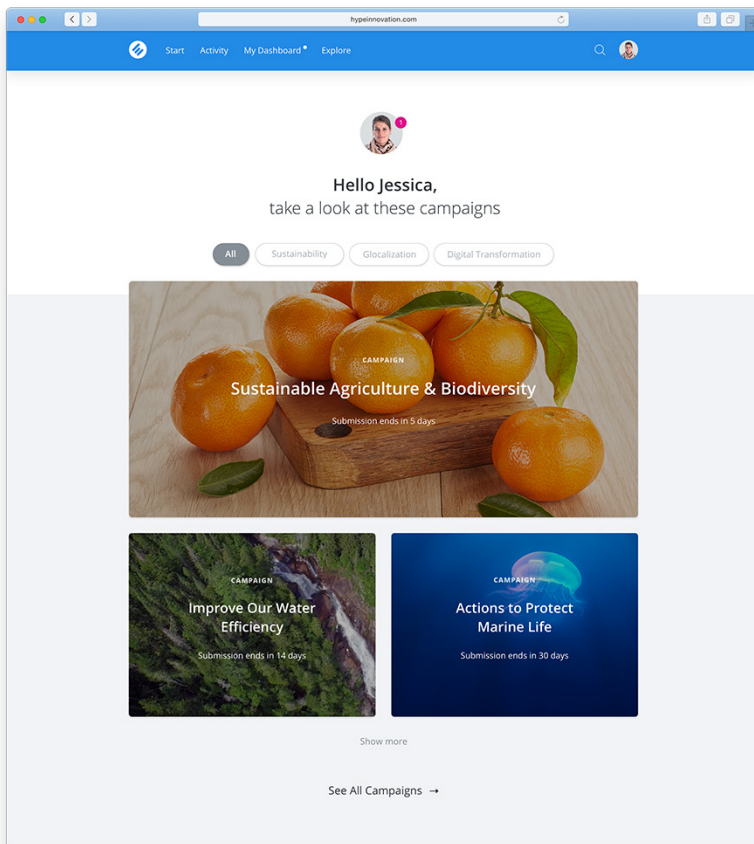 hypeinnovation.com
Start Activity My Dashboard Explore
1
Hello Jessica,
take a look at these campaigns
All Sustainability Glocalization Digital Transformation
CAMPAIGN
Sustainable Agriculture & Biodiversity
Submission ends in 5 days
CAMPAIGN
Improve Our Water
Efficiency
Submission ends in 14 days
CAMPAIGN
Actions to Protect
Marine Life
Submission ends in 30 days
Show more
See All Campaigns →